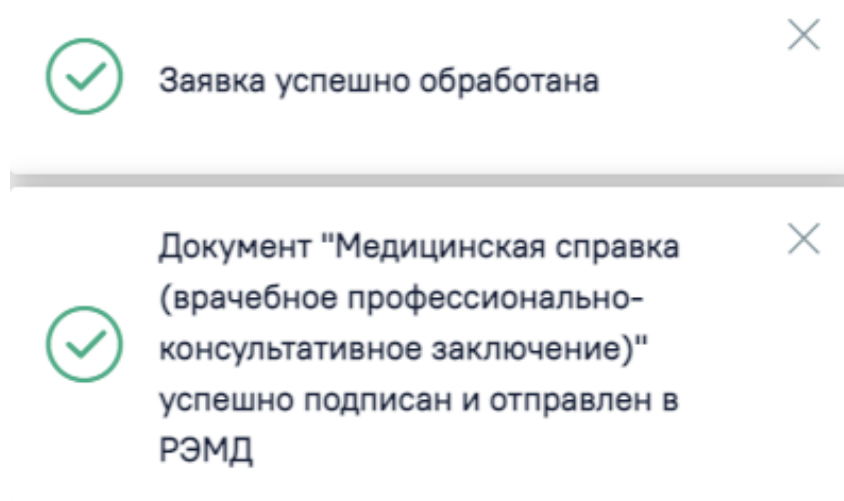 Заявка успешно обработана
Документ "Медицинская справка
(врачебное профессионально-
консультативное заключение)"
успешно подписан и отправлен в
РЭМД